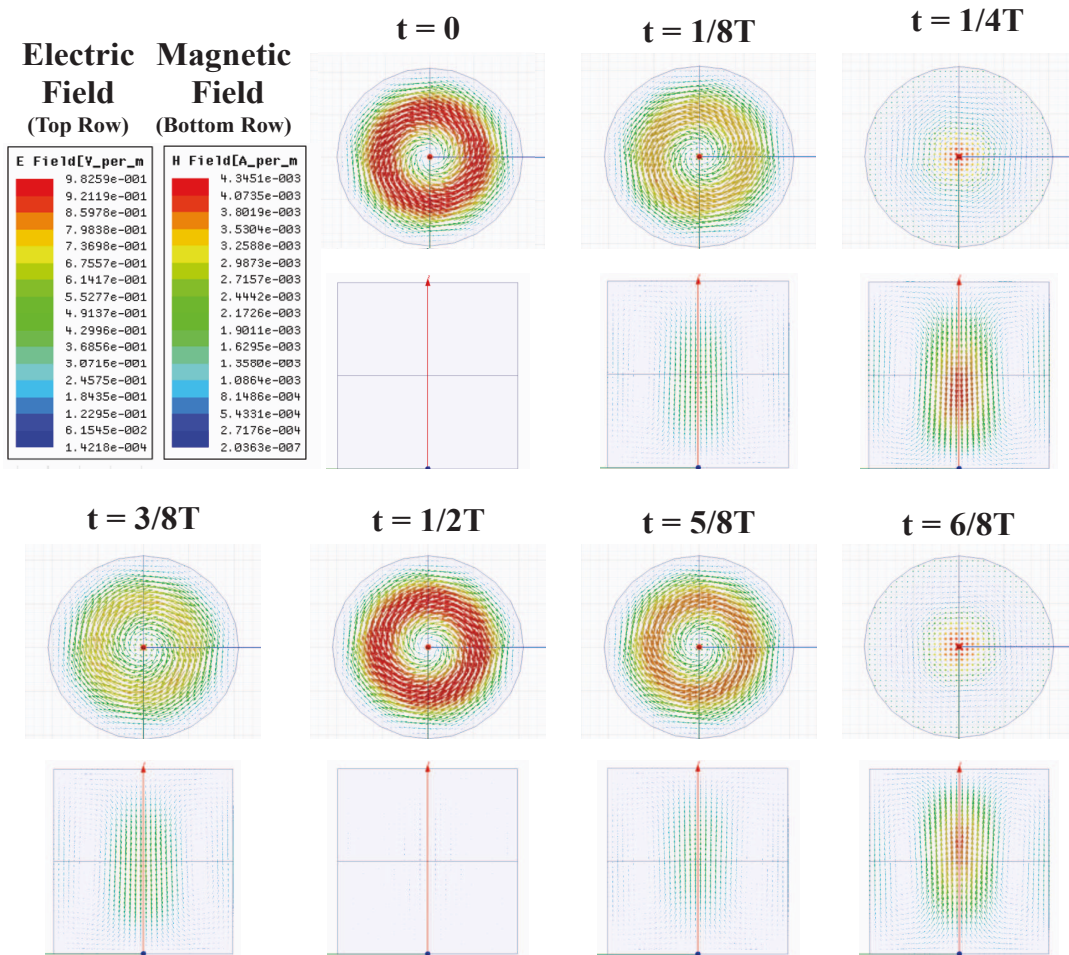 t = 0
t = 1/8T
t = 1/4T
Electric Field
(Top Row)
Magnetic Field
(Bottom Row)
E Field[V_per_m
9.8259e-001
9.2119e-001
8.5978e-001
7.9838e-001
7.3698e-001
6.7557e-001
6.1417e-001
5.5277e-001
4.9137e-001
4.2996e-001
3.6856e-001
3.0716e-001
2.4575e-001
1.8435e-001
1.2295e-001
6.1545e-002
1.4218e-004
H Field[A_per_m
4.3451e-003
4.0735e-003
3.8019e-003
3.5304e-003
3.2588e-003
2.9873e-003
2.7157e-003
2.4442e-003
2.1726e-003
1.9011e-003
1.6295e-003
1.3580e-003
1.0864e-003
8.1486e-004
5.4331e-004
2.7176e-004
2.0363e-007
t = 3/8T
t = 1/2T
t = 5/8T
t = 6/8T